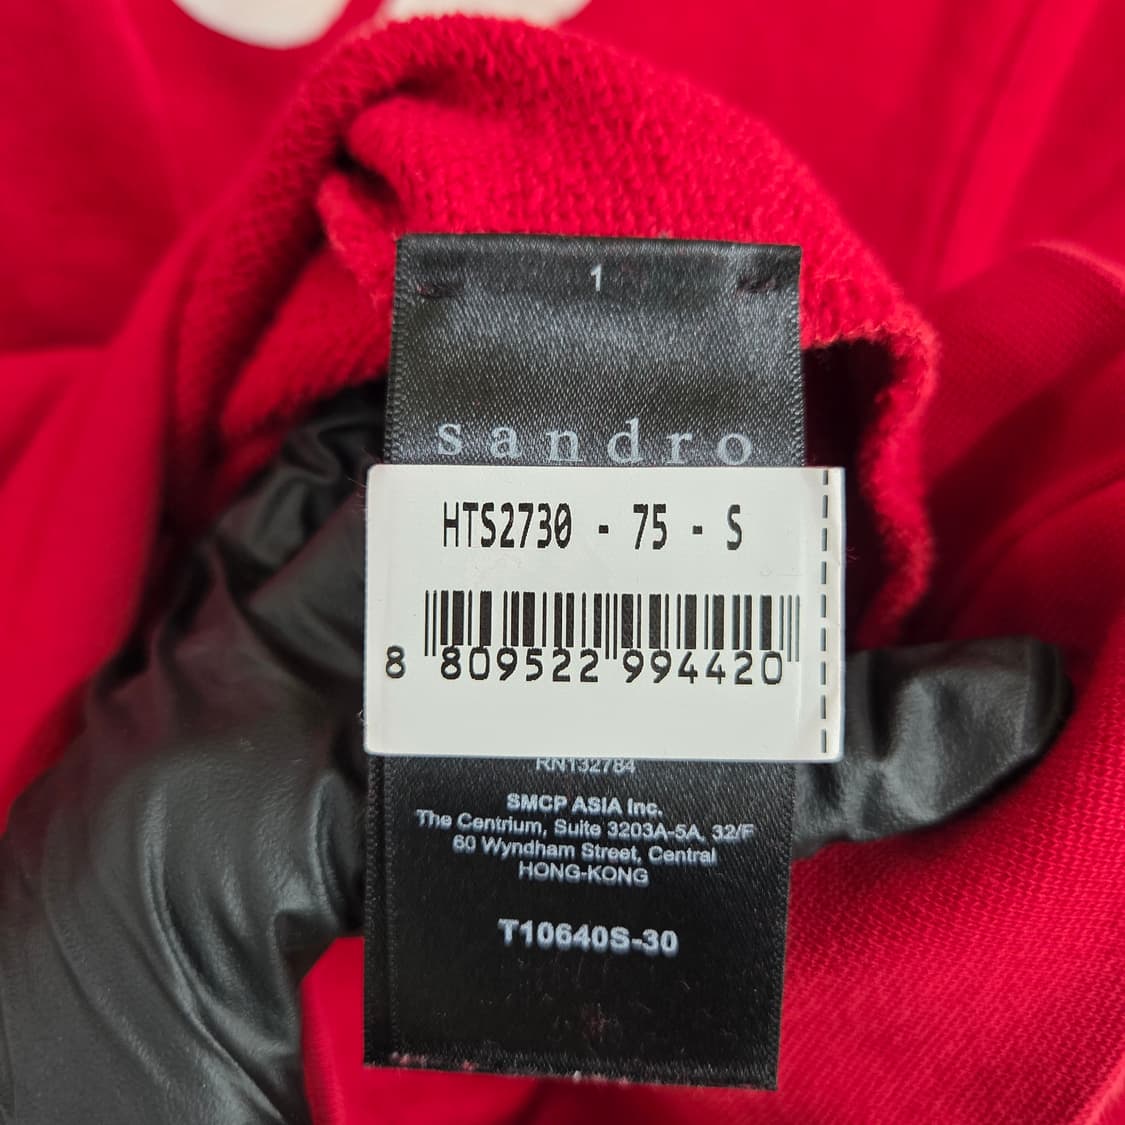 1
sandro
HTS2730 - 75 - S
8 809522 994420
RN132784
SMCP ASIA Inc.
The Centrium, Suite 3203A-5A, 32/F
60 Wyndham Street, Central
HONG-KONG
T10640S-30